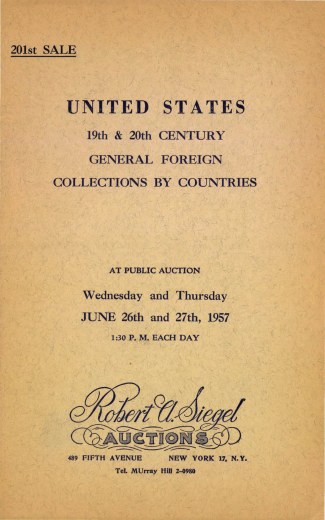 201st SALE
UNITED STATES
19th & 20th CENTURY
GENERAL FOREIGN
COLLECTIONS BY COUNTRIES
AT PUBLIC AUCTION
Wednesday and Thursday
JUNE 26th and 27th, 1957
1:30 P. M. EACH DAY
Robert A. Siegel
AUCTIONS
489 FIFTH AVENUE NEW YORK 17, N.Y.
Tel. MUrray Hill 2-0980